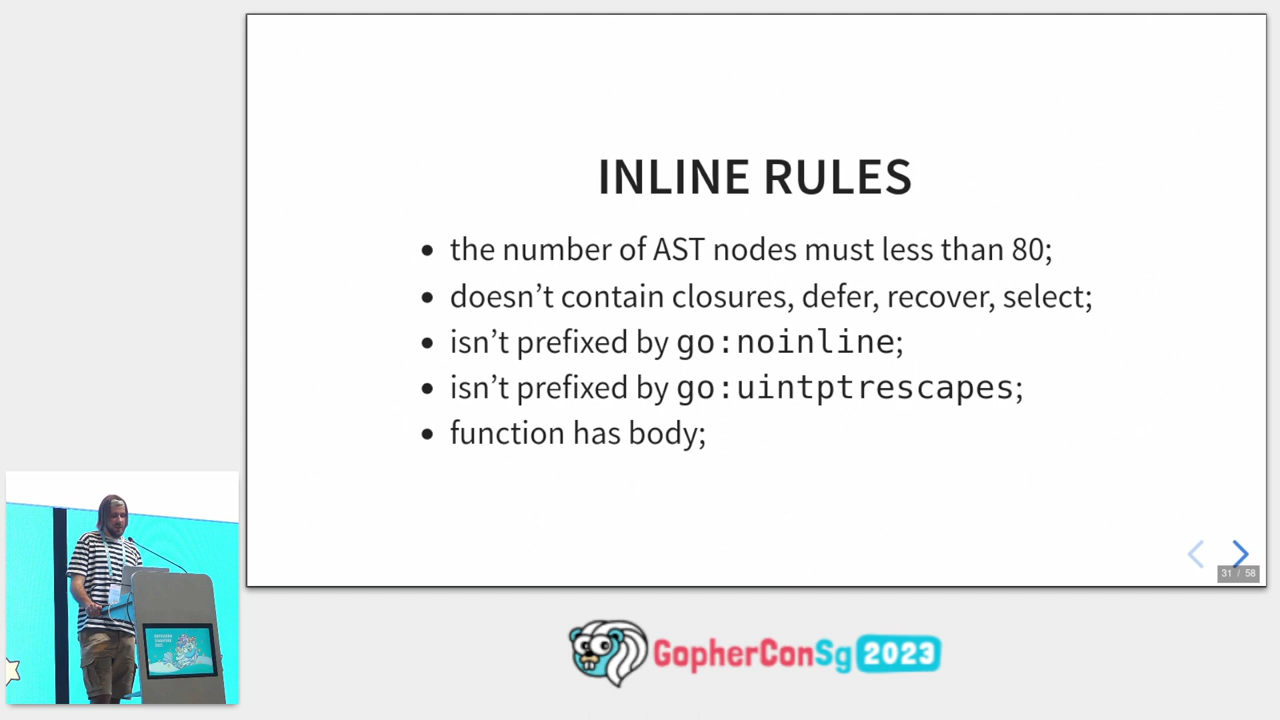 INLINE RULES
• the number of AST nodes must less than 80;
• doesn’t contain closures, defer, recover, select;
• isn’t prefixed by go:noinline;
• isn’t prefixed by go:uintptrescapes;
• function has body;
31 / 58
GopherConSg 2023